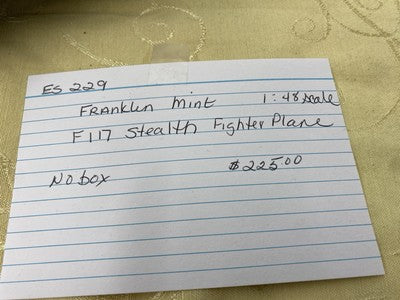 ES 229
Franklin Mint 1:48 scale
F117 Stealth Fighter Plane
No box $225.00